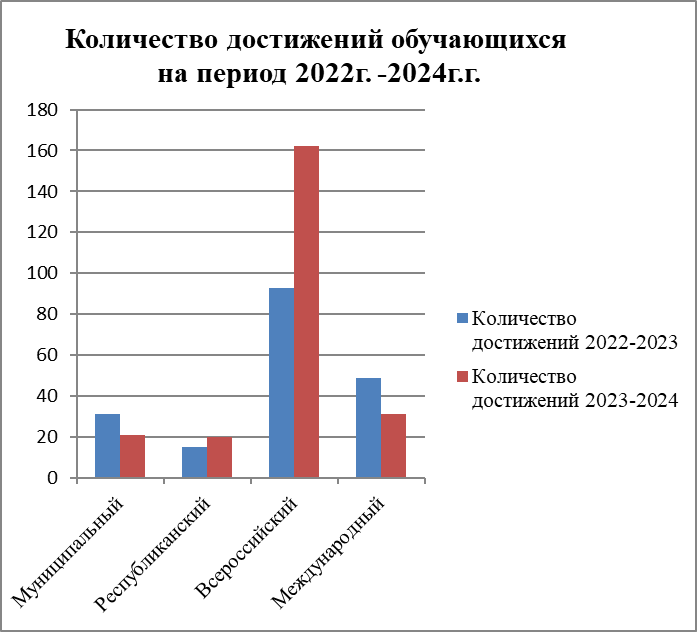 Количество достижений обучающихся
на период 2022г. -2024г.г.
180
160
140
120
100
80
60
40
20
0
Муниципальный
Республиканский
Всероссийский
Международный
Количество
достижений 2022-2023
Количество
достижений 2023-2024